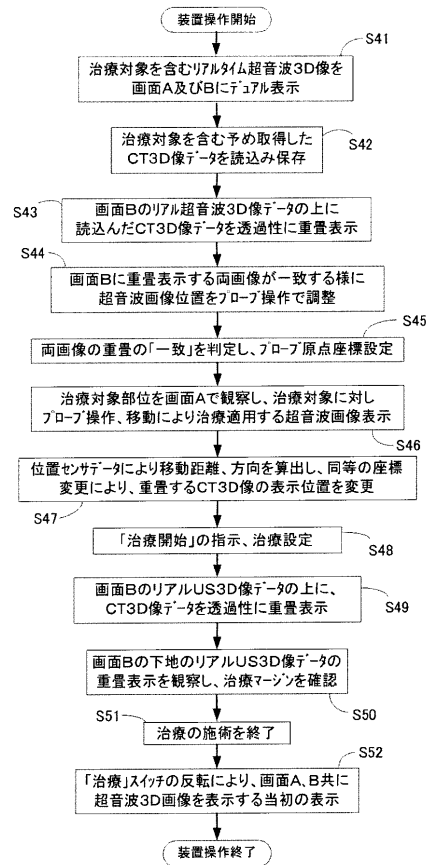 装置操作開始
S41
治療対象を含むリアルタイム超音波3D像を
画面A及びBにデュアル表示
S42
治療対象を含む予め取得した
CT3D像データを読込み保存
S43
画面Bのリアル超音波3D像データの上に
読込んだCT3D像データを透過性に重畳表示
S44
画面Bに重畳表示する両画像が一致する様に
超音波画像位置をプローブ操作で調整
S45
両画像の重畳の「一致」を判定し、プローブ原点座標設定
治療対象部位を画面Aで観察し、治療対象に対し
プローブ操作、移動により治療適用する超音波画像表示
S46
位置センサデータにより移動距離、方向を算出し、同等の座標
変更により、重畳するCT3D像の表示位置を変更
S47
「治療開始」の指示、治療設定
S48
画面BのリアルUS3D像データの上に、
CT3D像データを透過性に重畳表示
S49
画面Bの下地のリアルUS3D像データの
重畳表示を観察し、治療マージンを確認
S50
S51
治療の施術を終了
S52
「治療」スイッチの反転により、画面A、B共に
超音波3D画像を表示する当初の表示
装置操作終了